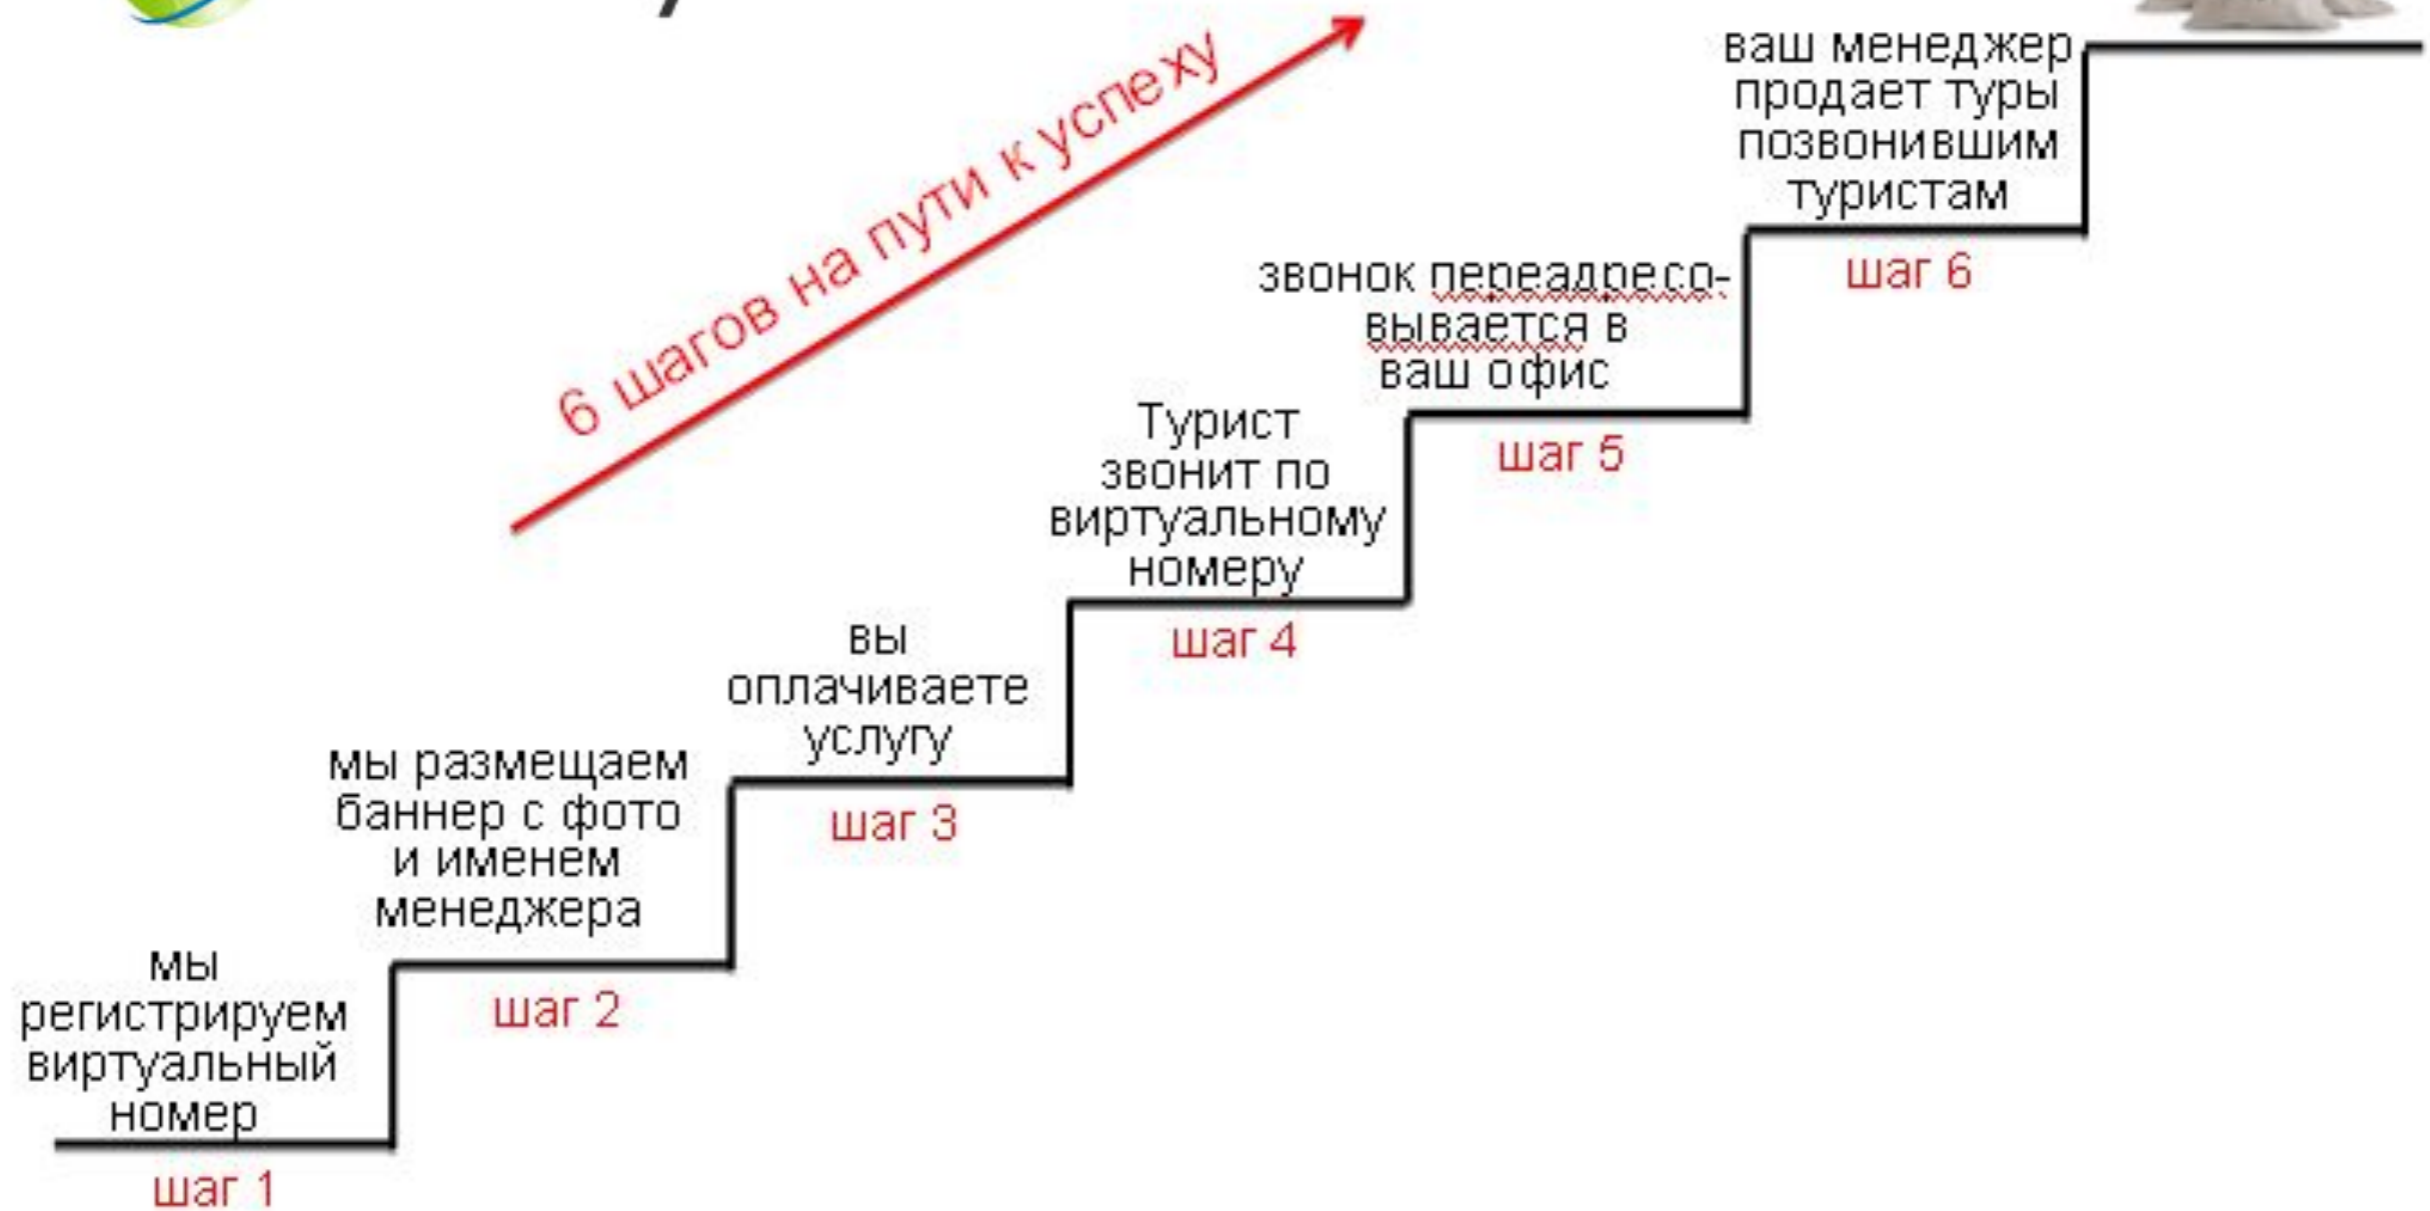 6 шагов на пути к успеху
мы
регистрируем
виртуальный
номер
шаг 1
мы размещаем
баннер с фото
и именем
менеджера
шаг 2
вы
оплачиваете
услугу
шаг 3
Турист
звонит по
виртуальному
номеру
шаг 4
звонок переадресо-
вывается в
ваш офис
шаг 5
ваш менеджер
продает туры
позвонившим
туристам
шаг 6